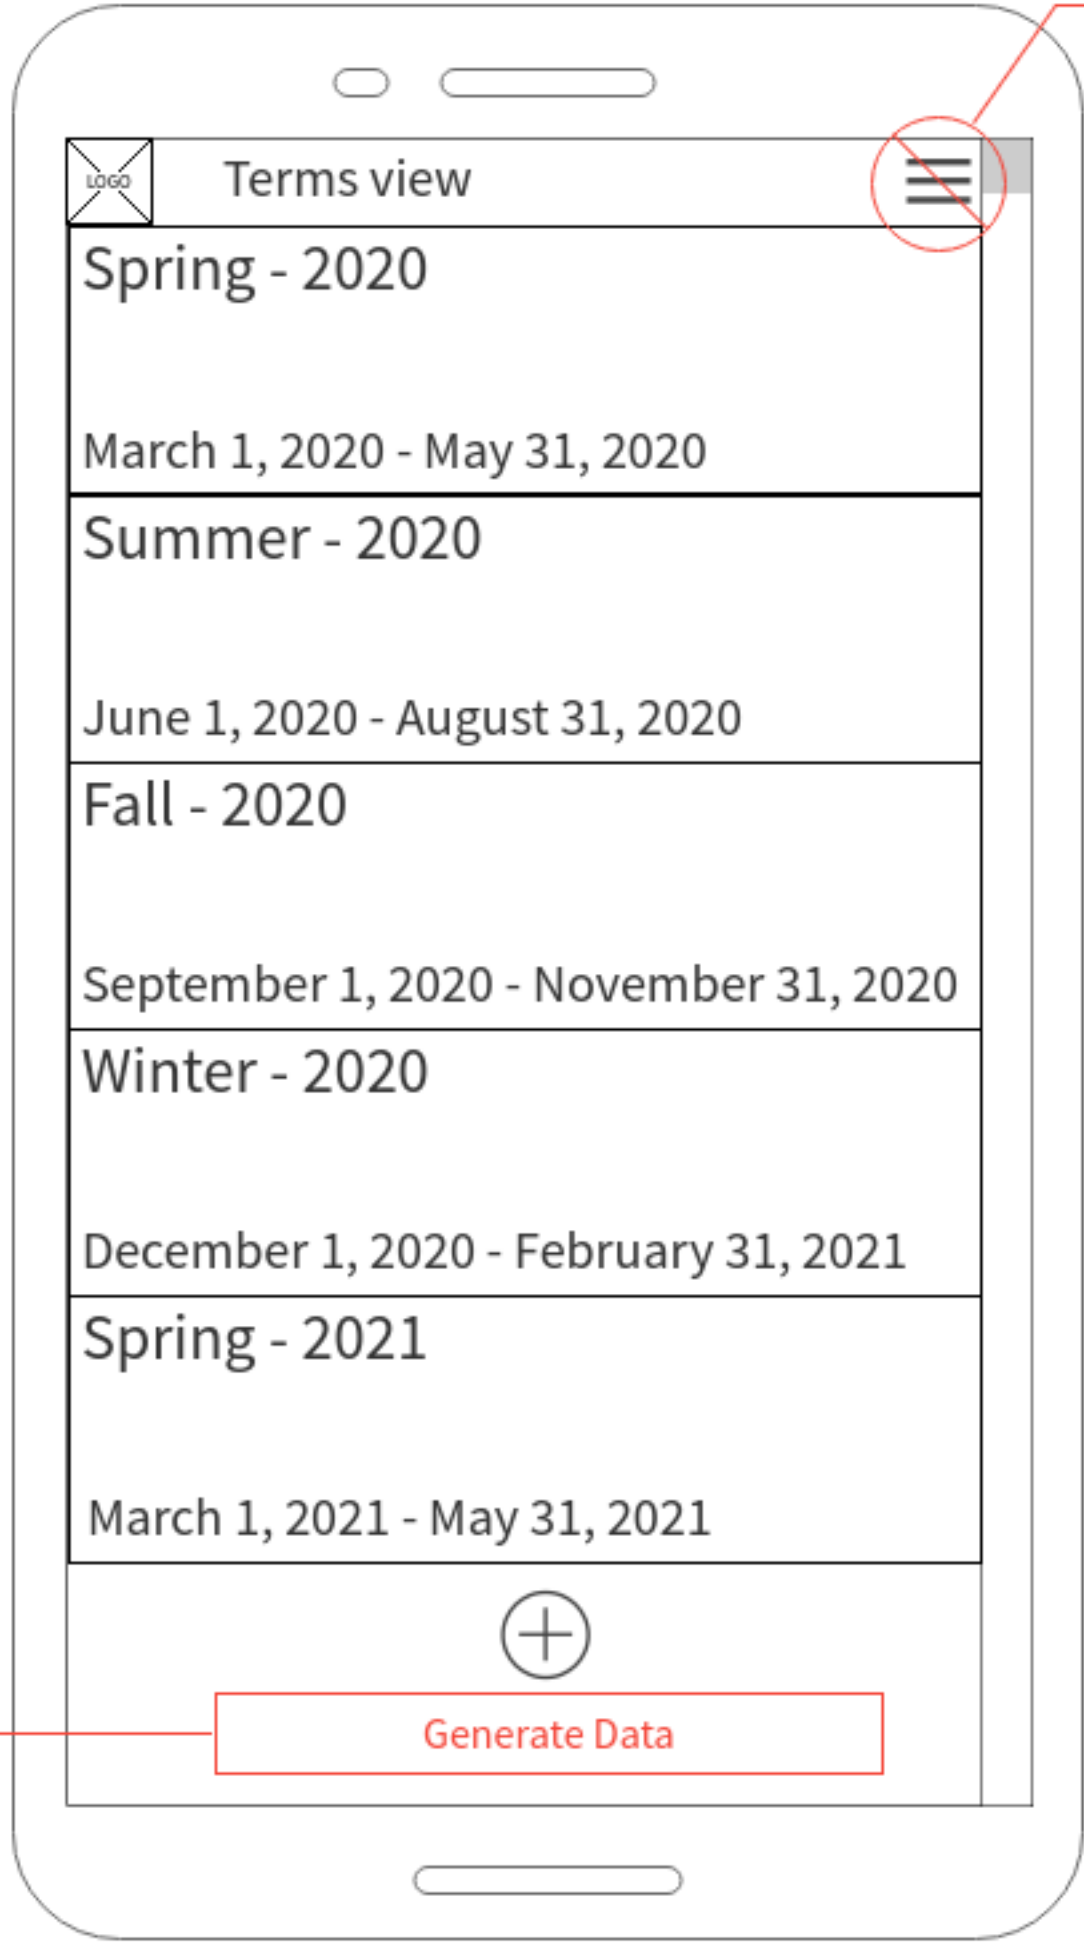 LOGO
Terms view
Spring - 2020
March 1, 2020 - May 31, 2020
Summer - 2020
June 1, 2020 - August 31, 2020
Fall - 2020
September 1, 2020 - November 31, 2020
Winter - 2020
December 1, 2020 - February 31, 2021
Spring - 2021
March 1, 2021 - May 31, 2021
Generate Data